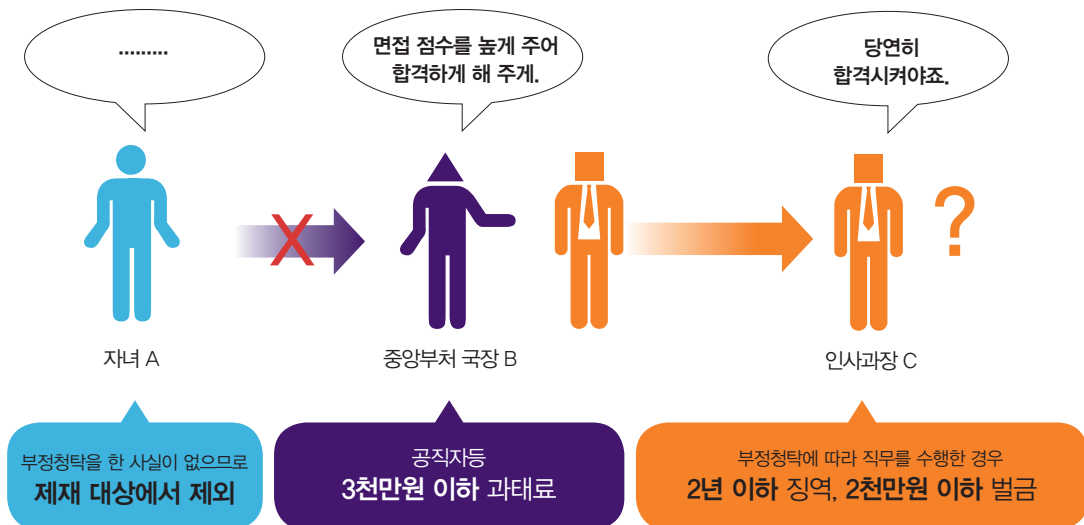 .........
면접 점수를 높게 주어
합격하게 해 주게.
당연히
합격시켜야죠.
X
?
자녀 A
중앙부처 국장 B
인사과장 C
부정청탁을 한 사실이 없으므로
제재 대상에서 제외
공직자등
3천만원 이하 과태료
부정청탁에 따라 직무를 수행한 경우
2년 이하 징역, 2천만원 이하 벌금